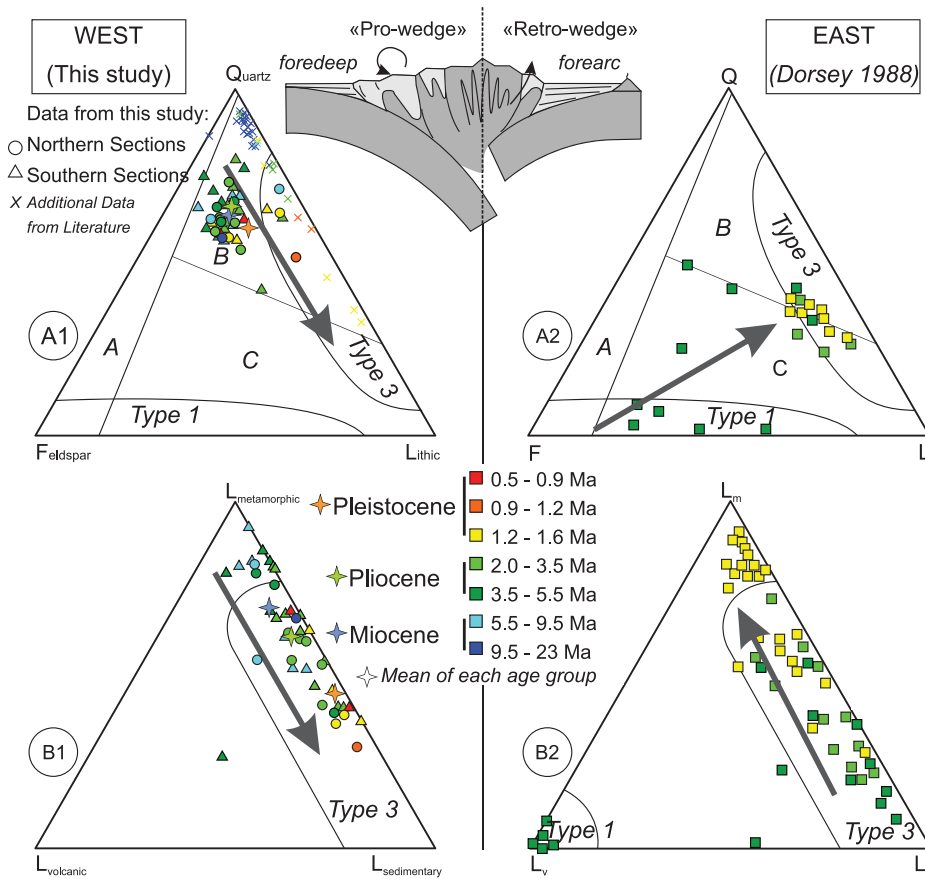 WEST
(This study)
«Pro-wedge»
«Retro-wedge»
foredeep
forearc
EAST
(Dorsey 1988)
Quartz
Data from this study:
Northern Sections
Southern Sections
X Additional Data
from Literature
B
A
C
Type 3
Type 1
A1
Feldspar
Lithic
Q
B
Type 3
A
C
Type 1
A2
F
L
Lmetamorphic
Type 3
B1
Lvolcanic
Lsedimentary
Pleistocene
Pliocene
Miocene
0.5 - 0.9 Ma
0.9 - 1.2 Ma
1.2 - 1.6 Ma
2.0 - 3.5 Ma
3.5 - 5.5 Ma
5.5 - 9.5 Ma
9.5 - 23 Ma
Mean of each age group
Lm
B2
Type 1
Type 3
Lv
L